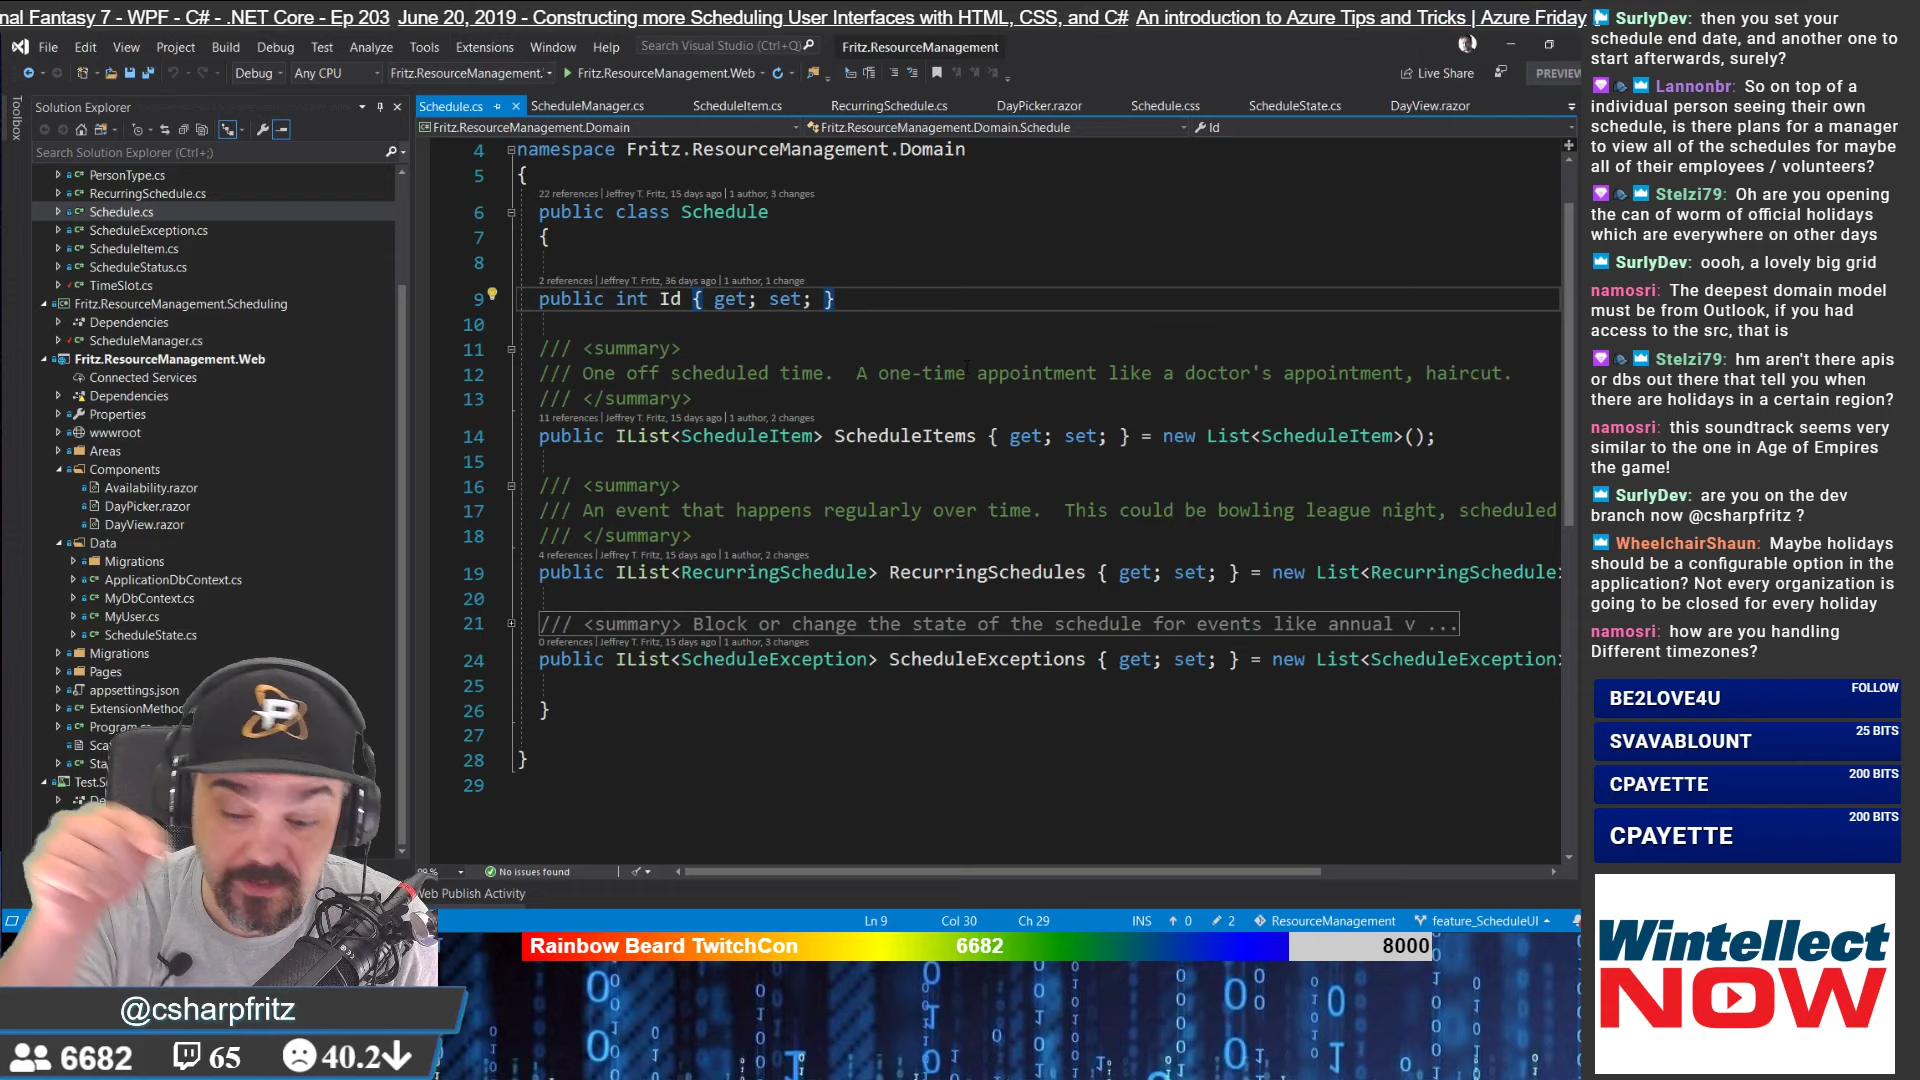 nal Fantasy 7 - WPF - C# - .NET Core - Ep 203  June 20, 2019 - Constructing more Scheduling User Interfaces with HTML, CSS, and C#  An introduction to Azure Tips and Tricks | Azure Friday
File Edit View Project Build Debug Test Analyze Tools Extensions Window Help Search Visual Studio (Ctrl+Q) Fritz.ResourceManagement
Debug Any CPU Fritz.ResourceManagement. Fritz.ResourceManagement.Web Live Share PREVIEW
Toolbox
Solution Explorer
Search Solution Explorer (Ctrl+;)
PersonType.cs
RecurringSchedule.cs
Schedule.cs
ScheduleException.cs
ScheduleItem.cs
ScheduleStatus.cs
TimeSlot.cs
Fritz.ResourceManagement.Scheduling
Dependencies
ScheduleManager.cs
Fritz.ResourceManagement.Web
Connected Services
Dependencies
Properties
wwwroot
Areas
Components
Availability.razor
DayPicker.razor
DayView.razor
Data
Migrations
ApplicationDbContext.cs
MyDbContext.cs
MyUser.cs
ScheduleState.cs
Migrations
Pages
appsettings.json
ExtensionMetho
Program.c
Sca
Sta
Test.S
De
Schedule.cs ScheduleManager.cs ScheduleItem.cs RecurringSchedule.cs DayPicker.razor Schedule.css ScheduleState.cs DayView.razor
Fritz.ResourceManagement.Domain Fritz.ResourceManagement.Domain.Schedule Id
4 namespace Fritz.ResourceManagement.Domain
5 {
22 references | Jeffrey T. Fritz, 15 days ago | 1 author, 3 changes
6 public class Schedule
7 {
8
2 references | Jeffrey T. Fritz, 36 days ago | 1 author, 1 change
9 public int Id { get; set; }
10
11 /// <summary>
12 /// One off scheduled time.  A one-time appointment like a doctor's appointment, haircut.
13 /// </summary>
11 references | Jeffrey T. Fritz, 15 days ago | 1 author, 2 changes
14 public IList<ScheduleItem> ScheduleItems { get; set; } = new List<ScheduleItem>();
15
16 /// <summary>
17 /// An event that happens regularly over time.  This could be bowling league night, scheduled
18 /// </summary>
4 references | Jeffrey T. Fritz, 15 days ago | 1 author, 2 changes
19 public IList<RecurringSchedule> RecurringSchedules { get; set; } = new List<RecurringSchedule>
20
21 /// <summary> Block or change the state of the schedule for events like annual v ...
0 references | Jeffrey T. Fritz, 15 days ago | 1 author, 3 changes
24 public IList<ScheduleException> ScheduleExceptions { get; set; } = new List<ScheduleException>
25
26 }
27
28 }
29
No issues found
Web Publish Activity
Ln 9 Col 30 Ch 29 INS 0 2 ResourceManagement feature_ScheduleUI
Rainbow Beard TwitchCon 6682 8000
@csharpfritz
6682 65 40.2
SurlyDev: then you set your
schedule end date, and another one to
start afterwards, surely?
Lannonbr: So on top of a
individual person seeing their own
schedule, is there plans for a manager
to view all of the schedules for maybe
all of their employees / volunteers?
Stelzi79: Oh are you opening
the can of worm of official holidays
which are everywhere on other days
SurlyDev: oooh, a lovely big grid
namosri: The deepest domain model
must be from Outlook, if you had
access to the src, that is
Stelzi79: hm aren't there apis
or dbs out there that tell you when
there are holidays in a certain region?
namosri: this soundtrack seems very
similar to the one in Age of Empires
the game!
SurlyDev: are you on the dev
branch now @csharpfritz ?
WheelchairShaun: Maybe holidays
should be a configurable option in the
application? Not every organization is
going to be closed for every holiday
namosri: how are you handling
Different timezones?
BE2LOVE4U FOLLOW
SVAVABLOUNT 25 BITS
CPAYETTE 200 BITS
CPAYETTE 200 BITS
Wintellect
NOW